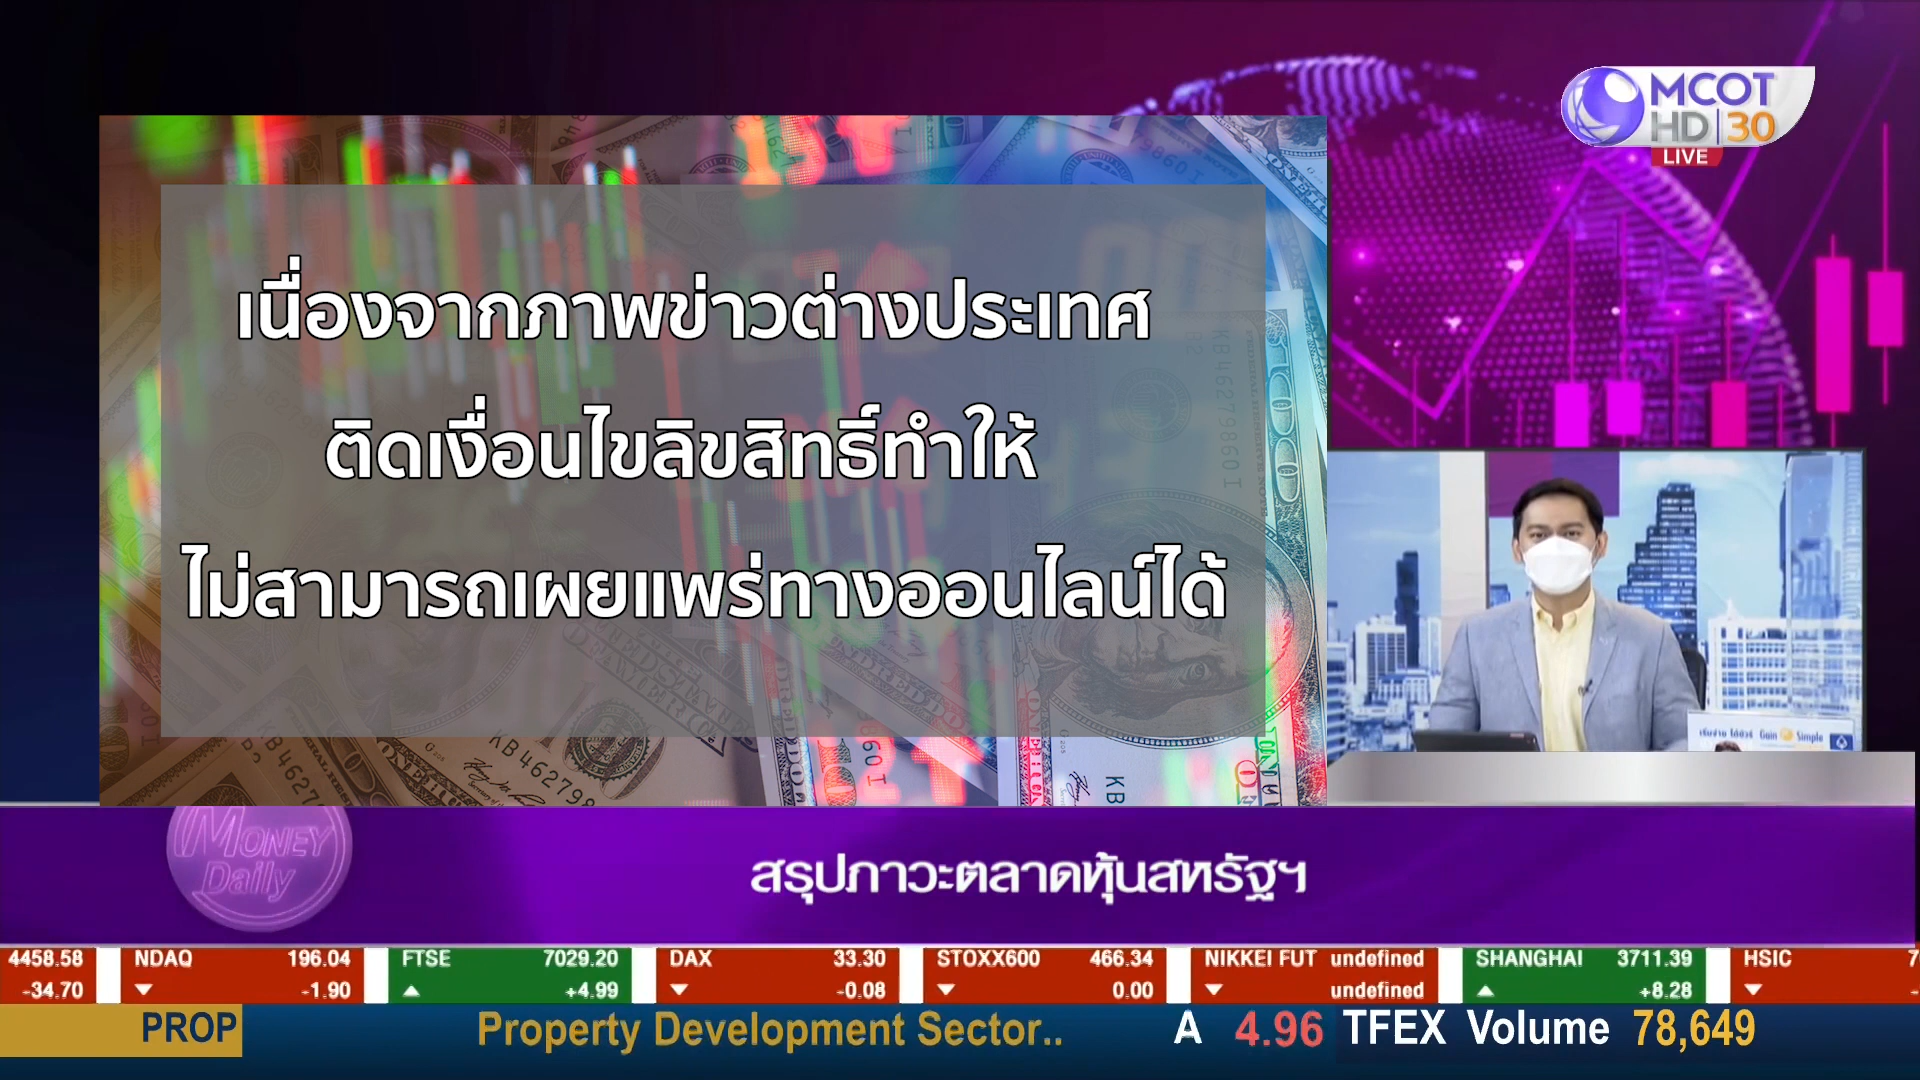 MCOT
HD 30
LIVE
เนื่องจากภาพข่าวต่างประเทศ
ติดเงื่อนไขลิขสิทธิ์ทำให้
ไม่สามารถเผยแพร่ทางออนไลน์ได้
KB46279860I
KB462798
Gain Simple
MONEY
Daily
สรุปภาวะตลาดหุ้นสหรัฐฯ
4458.58 NDAQ 196.04 FTSE 7029.20 DAX 33.30 STOXX600 466.34 NIKKEI FUT undefined SHANGHAI 3711.39 HSIC 7
-34.70 -1.90 +4.99 -0.08 0.00 undefined +8.28 -
PROP Property Development Sector.. A 4.96 TFEX Volume 78,649